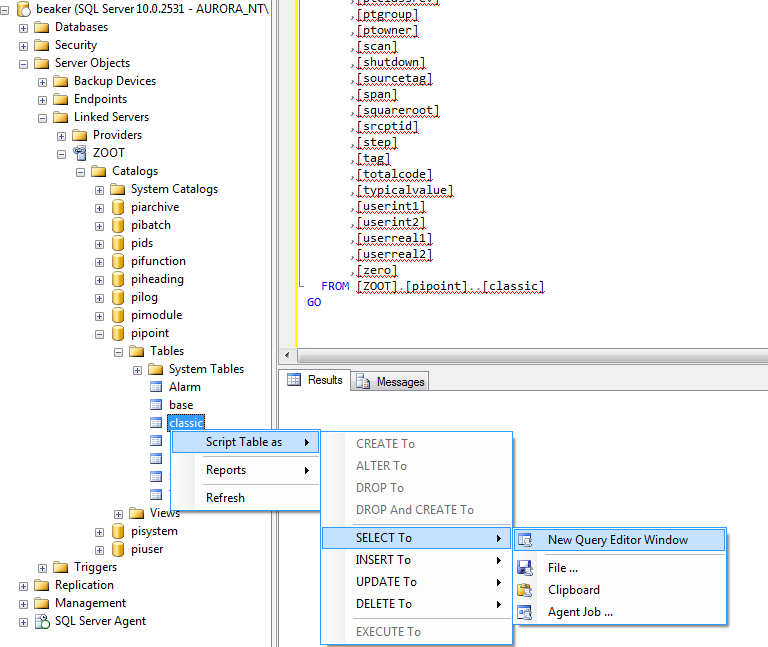 beaker (SQL Server 10.0.2531 - AURORA_NT\
Databases
Security
Server Objects
Backup Devices
Endpoints
Linked Servers
Providers
ZOOT
Catalogs
System Catalogs
piarchive
pibatch
pids
pifunction
piheading
pilog
pimodule
pipoint
Tables
System Tables
Alarm
base
classic
Views
pisystem
piuser
Triggers
Replication
Management
SQL Server Agent
,[ptgroup]
,[ptowner]
,[scan]
,[shutdown]
,[sourcetag]
,[span]
,[squareroot]
,[srcptid]
,[step]
,[tag]
,[totalcode]
,[typicalvalue]
,[userint1]
,[userint2]
,[userreal1]
,[userreal2]
,[zero]
FROM [ZOOT].[pipoint]..[classic]
GO
Results
Messages
Script Table as
Reports
Refresh
CREATE To
ALTER To
DROP To
DROP And CREATE To
SELECT To
INSERT To
UPDATE To
DELETE To
EXECUTE To
New Query Editor Window
File ...
Clipboard
Agent Job ...